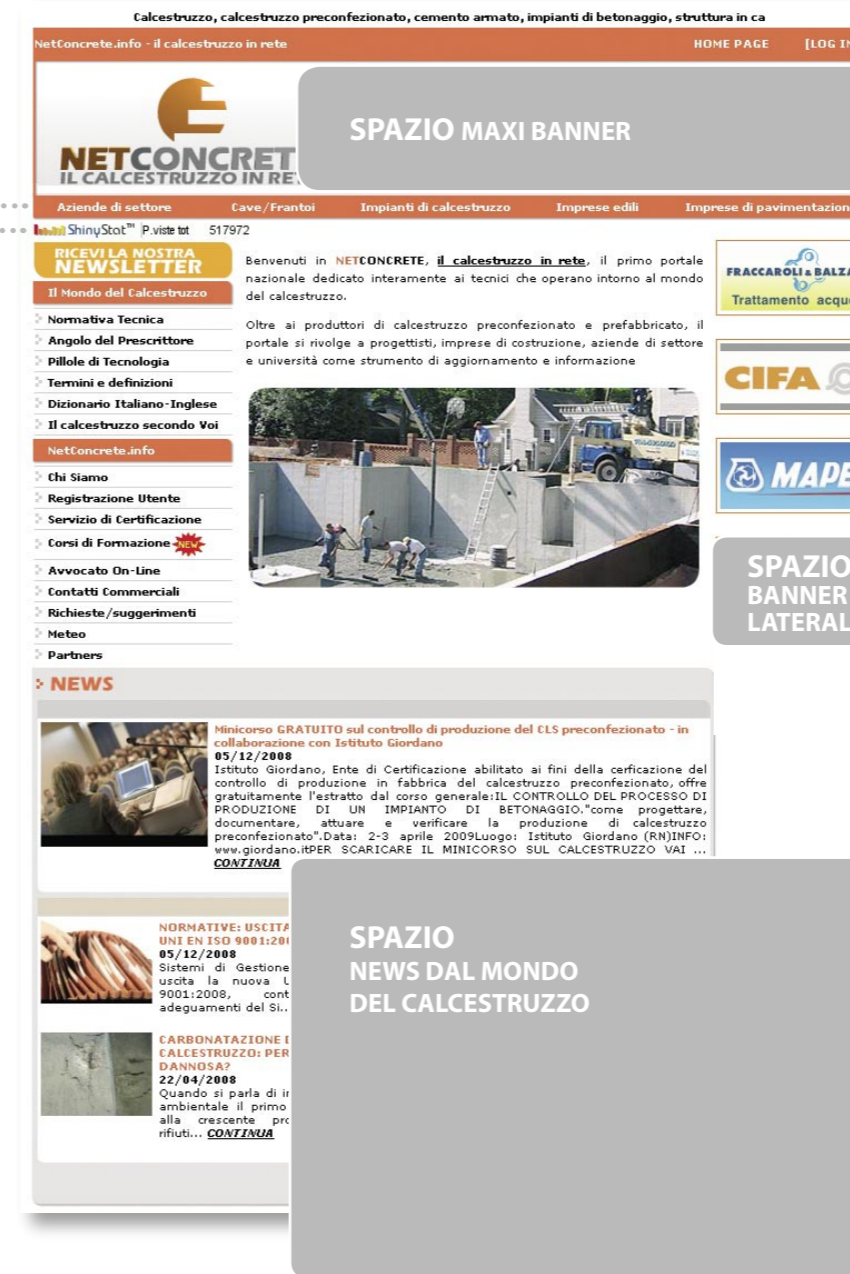 Calcestruzzo, calcestruzzo preconfezionato, cemento armato, impianti di betonaggio, struttura in ca
NetConcrete.info - il calcestruzzo in rete
HOME PAGE
[LOG IN
NETCONCRET
IL CALCESTRUZZO IN RE
SPAZIO MAXI BANNER
Aziende di settore
Cave/Frantoi
Impianti di calcestruzzo
Imprese edili
Imprese di pavimentazion
ShinyStat™ P.viste tot 517972
RICEVI LA NOSTRA
NEWSLETTER
Il Mondo del Calcestruzzo
Normativa Tecnica
Angolo del Prescrittore
Pillole di Tecnologia
Termini e definizioni
Dizionario Italiano-Inglese
Il calcestruzzo secondo Voi
NetConcrete.info
Chi Siamo
Registrazione Utente
Servizio di Certificazione
Corsi di Formazione NEW
Avvocato On-Line
Contatti Commerciali
Richieste/suggerimenti
Meteo
Partners
Benvenuti in NETCONCRETE, il calcestruzzo in rete, il primo portale
nazionale dedicato interamente ai tecnici che operano intorno al mondo
del calcestruzzo.
Oltre ai produttori di calcestruzzo preconfezionato e prefabbricato, il
portale si rivolge a progettisti, imprese di costruzione, aziende di settore
e università come strumento di aggiornamento e informazione
FRACCAROLI & BALZA
Trattamento acque
CIFA
MAPE
SPAZIO
BANNER
LATERAL
NEWS
Minicorso GRATUITO sul controllo di produzione del CLS preconfezionato - in
collaborazione con Istituto Giordano
05/12/2008
Istituto Giordano, Ente di Certificazione abilitato ai fini della cerficazione del
controllo di produzione in fabbrica del calcestruzzo preconfezionato, offre
gratuitamente l'estratto dal corso generale:IL CONTROLLO DEL PROCESSO DI
PRODUZIONE DI UN IMPIANTO DI BETONAGGIO."come progettare,
documentare, attuare e verificare la produzione di calcestruzzo
preconfezionato".Data: 2-3 aprile 2009Luogo: Istituto Giordano (RN)INFO:
www.giordano.itPER SCARICARE IL MINICORSO SUL CALCESTRUZZO VAI ...
CONTINUA
NORMATIVE: USCITA
UNI EN ISO 9001:200
05/12/2008
Sistemi di Gestione
uscita la nuova U
9001:2008, cont
adeguamenti del Si..
CARBONATAZIONE D
CALCESTRUZZO: PER
DANNOSA?
22/04/2008
Quando si parla di ir
ambientale il primo
alla crescente pro
rifiuti... CONTINUA
SPAZIO
NEWS DAL MONDO
DEL CALCESTRUZZO